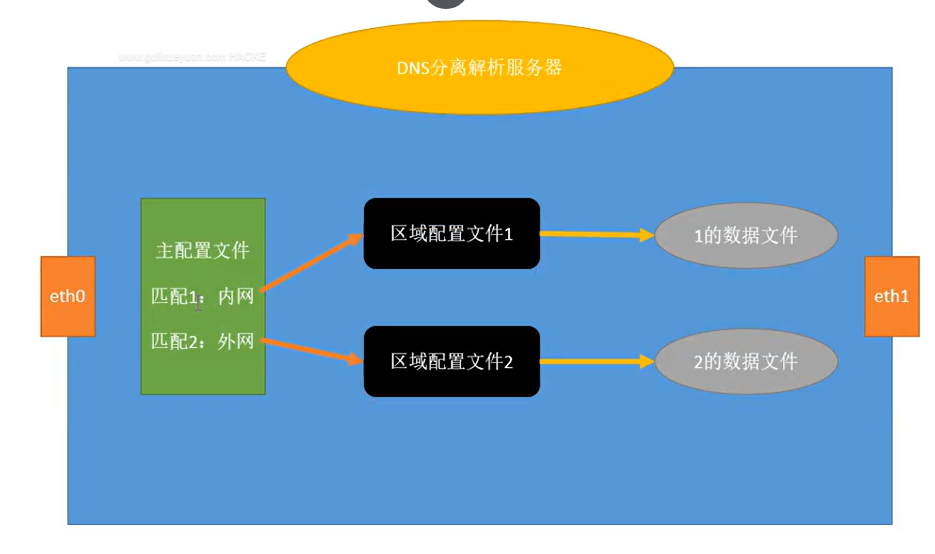 www.guixueyuan.com HAOKE
DNS分离解析服务器
主配置文件
匹配1：内网
匹配2：外网
区域配置文件1
1的数据文件
区域配置文件2
2的数据文件
eth0
eth1